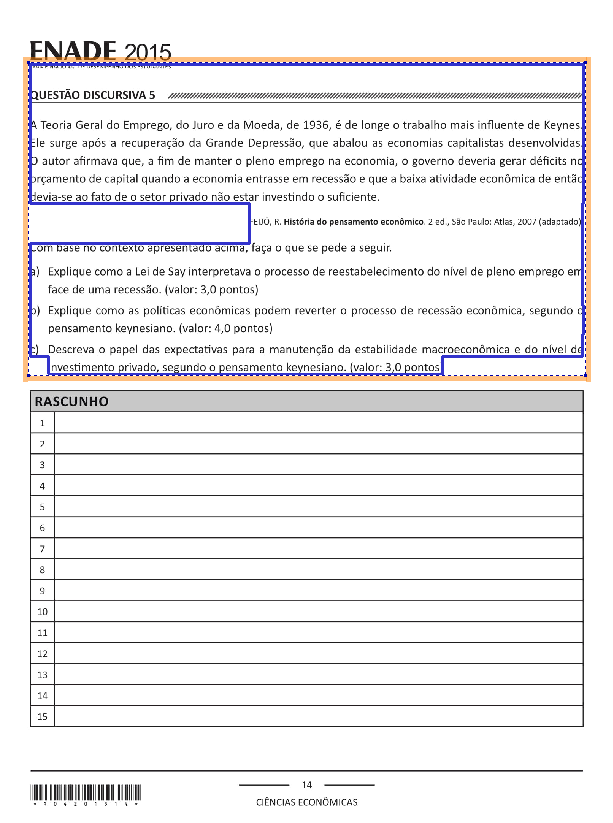 ENADE 2015
QUESTÃO DISCURSIVA 5
A Teoria Geral do Emprego, do Juro e da Moeda, de 1936, é de longe o trabalho mais influente de Keynes.
Ele surge após a recuperação da Grande Depressão, que abalou as economias capitalistas desenvolvidas.
O autor afirmava que, a fim de manter o pleno emprego na economia, o governo deveria gerar déficits no
orçamento de capital quando a economia entrasse em recessão e que a baixa atividade econômica de então
devia-se ao fato de o setor privado não estar investindo o suficiente.
R. História do pensamento econômico. 2 ed., São Paulo: Atlas, 2007 (adaptado)
Com base no contexto apresentado acima, faça o que se pede a seguir.
a) Explique como a Lei de Say interpretava o processo de reestabelecimento do nível de pleno emprego em
face de uma recessão. (valor: 3,0 pontos)
b) Explique como as políticas econômicas podem reverter o processo de recessão econômica, segundo o
pensamento keynesiano. (valor: 4,0 pontos)
c) Descreva o papel das expectativas para a manutenção da estabilidade macroeconômica e do nível de
investimento privado, segundo o pensamento keynesiano. (valor: 3,0 pontos)
RASCUNHO
1
2
3
4
5
6
7
8
9
10
11
12
13
14
15
14
CIÊNCIAS ECONÔMICAS